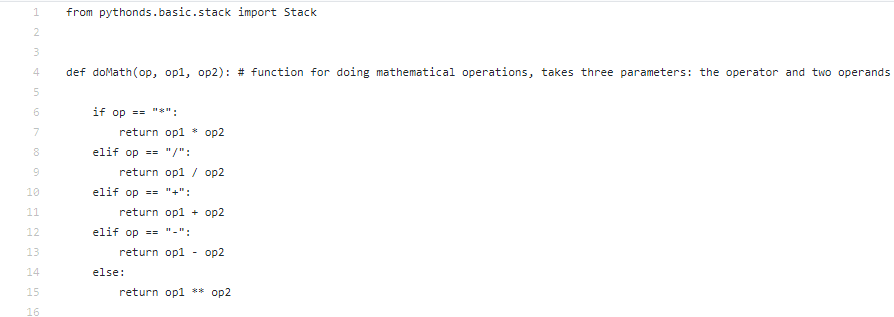 1 from pythonds.basic.stack import Stack
2
3
4 def doMath(op, op1, op2): # function for doing mathematical operations, takes three parameters: the operator and two operands
5
6     if op == "*":
7         return op1 * op2
8     elif op == "/":
9         return op1 / op2
10     elif op == "+":
11         return op1 + op2
12     elif op == "-":
13         return op1 - op2
14     else:
15         return op1 ** op2
16